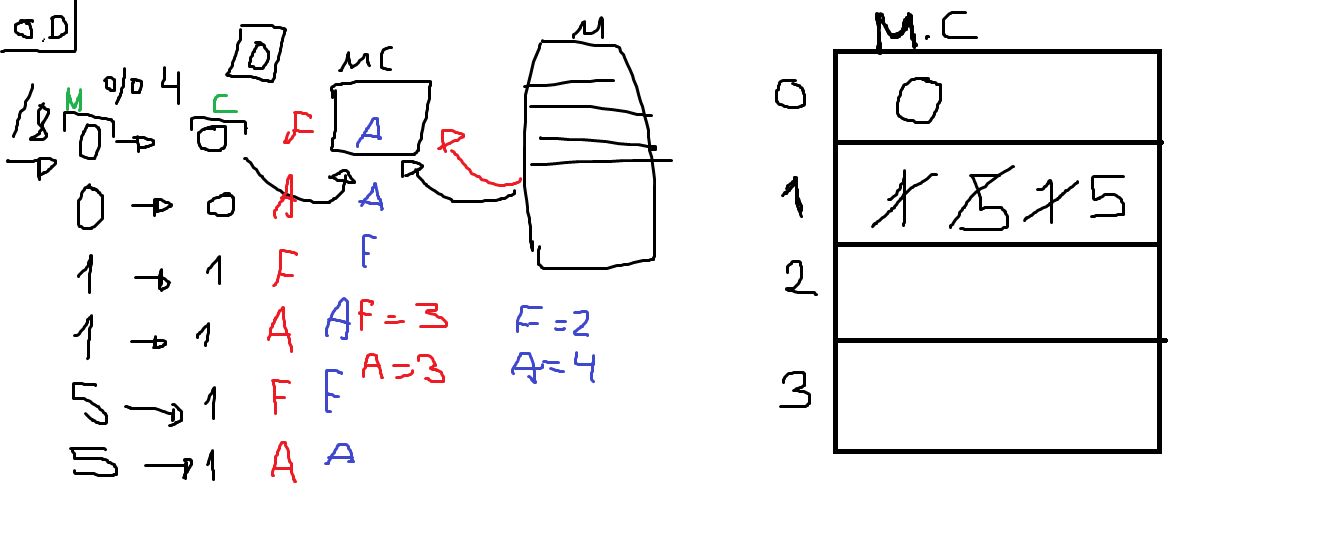 O.D
M
M.C
0
MC
/8 M % 4 C
0 → 0 F A
0 → 0 A A
1 → 1 F F
1 → 1 A A
5 → 1 F F
5 → 1 A A
F = 3 F = 2
A = 3 A = 4
0 0
1 1 5 1 5
2
3